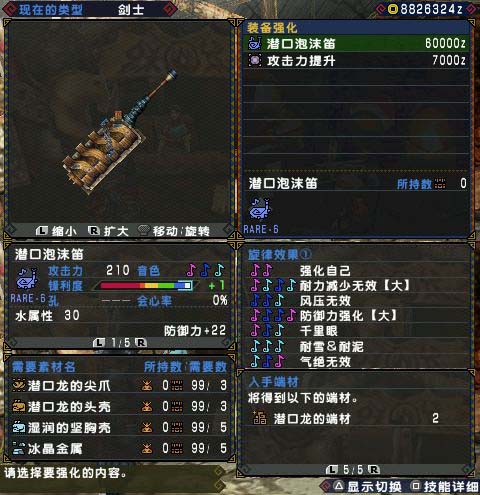 现在的类型 剑士
8826324z
缩小 扩大 移动/旋转
装备强化
潜口泡沫笛 60000z
攻击力提升 7000z
潜口泡沫笛 所持数 0
RARE-6
潜口泡沫笛
攻击力 210 音色
锋利度 +1
RARE-6 孔 --- 会心率 0%
水属性 30
防御力+22
L 1/5 R
旋律效果①
强化自己
耐力减少无效【大】
风压无效
防御力强化【大】
千里眼
耐雪&耐泥
气绝无效
需要素材名 所持数/需要数
潜口龙的尖爪 0 99/ 3
潜口龙的头壳 0 99/ 3
湿润的坚胸壳 0 99/ 5
冰晶金属 0 99/ 5
入手端材
将得到以下的端材。
潜口龙的端材 2
L 5/5 R
请选择要强化的内容。
显示切换 技能详细